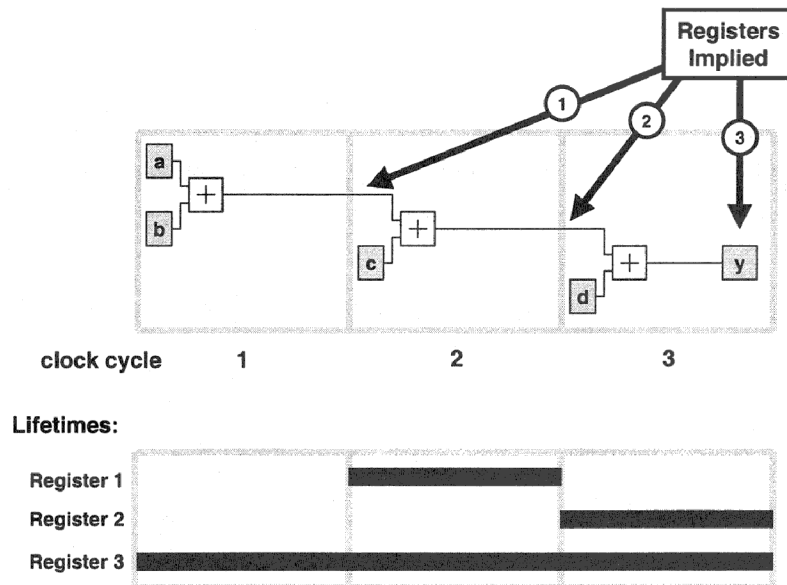 Registers
Implied
1
2
3
a
+
b
+
c
+
y
d
clock cycle 1 2 3
Lifetimes:
Register 1
Register 2
Register 3